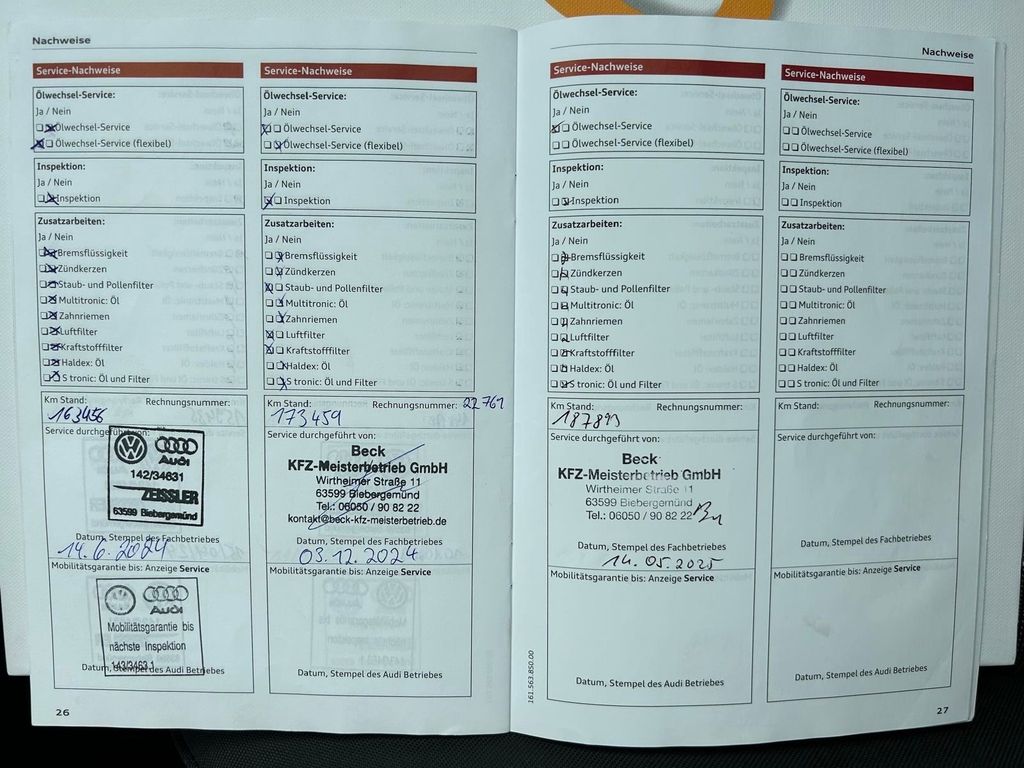 Nachweise
Service-Nachweise
Ölwechsel-Service:
Ja / Nein
Ölwechsel-Service
Ölwechsel-Service (flexibel)
Inspektion:
Ja / Nein
Inspektion
Zusatzarbeiten:
Ja / Nein
Bremsflüssigkeit
Zündkerzen
Staub- und Pollenfilter
Multitronic: Öl
Zahnriemen
Luftfilter
Kraftstofffilter
Haldex: Öl
S tronic: Öl und Filter
Km Stand: Rechnungsnummer:
163456
Service durchgeführt von:
Audi
142/34631
ZEISSLER
63599 Biebergemünd
Datum, Stempel des Fachbetriebes
14.6.2024
Mobilitätsgarantie bis: Anzeige Service
Audi
Mobilitätsgarantie bis
nächste Inspektion
143/3463 1
Datum, Stempel des Audi Betriebes
26
Service-Nachweise
Ölwechsel-Service:
Ja / Nein
Ölwechsel-Service
Ölwechsel-Service (flexibel)
Inspektion:
Ja / Nein
Inspektion
Zusatzarbeiten:
Ja / Nein
Bremsflüssigkeit
Zündkerzen
Staub- und Pollenfilter
Multitronic: Öl
Zahnriemen
Luftfilter
Kraftstofffilter
Haldex: Öl
S tronic: Öl und Filter
Km Stand: Rechnungsnummer: 22761
173459
Service durchgeführt von:
Beck
KFZ-Meisterbetrieb GmbH
Wirtheimer Straße 11
63599 Biebergemünd
Tel.: 06050 / 90 82 22
kontakt@beck-kfz-meisterbetrieb.de
Datum, Stempel des Fachbetriebes
03.12.2024
Mobilitätsgarantie bis: Anzeige Service
Datum, Stempel des Audi Betriebes
Nachweise
Service-Nachweise
Ölwechsel-Service:
Ja / Nein
Ölwechsel-Service
Ölwechsel-Service (flexibel)
Inspektion:
Ja / Nein
Inspektion
Zusatzarbeiten:
Ja / Nein
Bremsflüssigkeit
Zündkerzen
Staub- und Pollenfilter
Multitronic: Öl
Zahnriemen
Luftfilter
Kraftstofffilter
Haldex: Öl
S tronic: Öl und Filter
Km Stand: Rechnungsnummer:
187893
Service durchgeführt von:
Beck
KFZ-Meisterbetrieb GmbH
Wirtheimer Straße 11
63599 Biebergemünd
Tel.: 06050 / 90 82 22
Datum, Stempel des Fachbetriebes
14.05.2025
Mobilitätsgarantie bis: Anzeige Service
Datum, Stempel des Audi Betriebes
161.563.850.00
Service-Nachweise
Ölwechsel-Service:
Ja / Nein
Ölwechsel-Service
Ölwechsel-Service (flexibel)
Inspektion:
Ja / Nein
Inspektion
Zusatzarbeiten:
Ja / Nein
Bremsflüssigkeit
Zündkerzen
Staub- und Pollenfilter
Multitronic: Öl
Zahnriemen
Luftfilter
Kraftstofffilter
Haldex: Öl
S tronic: Öl und Filter
Km Stand: Rechnungsnummer:
Service durchgeführt von:
Datum, Stempel des Fachbetriebes
Mobilitätsgarantie bis: Anzeige Service
Datum, Stempel des Audi Betriebes
27